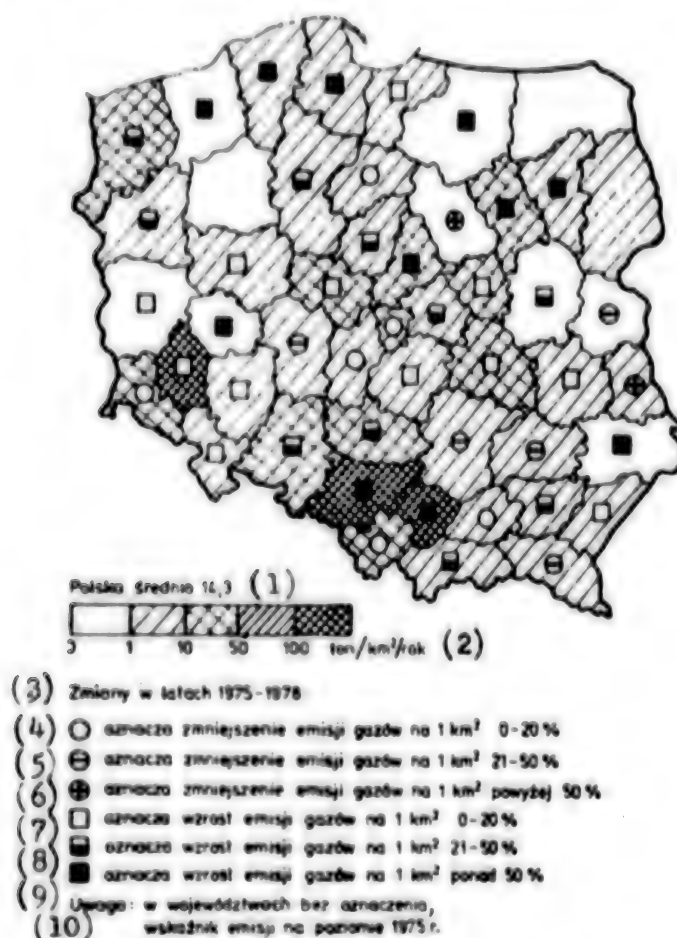 Polska średnio 14,3 (1)
0 1 10 50 100 ton/km²/rok (2)
(3) Zmiany w latach 1975-1978
(4) oznacza zmniejszenie emisji gazów na 1 km² 0-20 %
(5) oznacza zmniejszenie emisji gazów na 1 km² 21-50 %
(6) oznacza zmniejszenie emisji gazów na 1 km² powyżej 50 %
(7) oznacza wzrost emisji gazów na 1 km² 0-20 %
(8) oznacza wzrost emisji gazów na 1 km² 21-50 %
(9) oznacza wzrost emisji gazów na 1 km² ponad 50 %
(10) Uwaga: w województwach bez oznaczenia,
wskaźnik emisji na poziomie 1975 r.